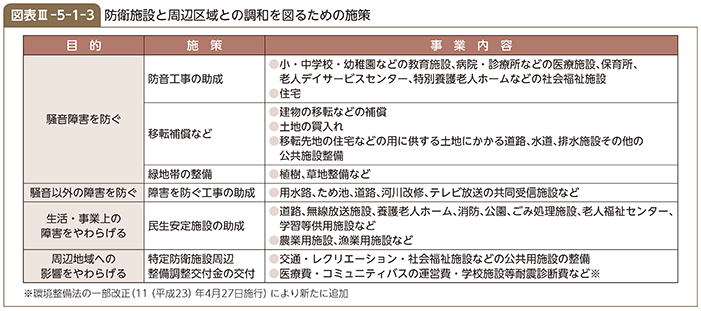 図表Ⅲ-5-1-3 防衛施設と周辺区域との調和を図るための施策
目的 施策 事業内容
騒音障害を防ぐ
防音工事の助成
●小・中学校・幼稚園などの教育施設、病院・診療所などの医療施設、保育所、
老人デイサービスセンター、特別養護老人ホームなどの社会福祉施設
●住宅
移転補償など
●建物の移転などの補償
●土地の買入れ
●移転先地の住宅などの用に供する土地にかかる道路、水道、排水施設その他の
公共施設整備
緑地帯の整備 ●植樹、草地整備など
騒音以外の障害を防ぐ 障害を防ぐ工事の助成 ●用水路、ため池、道路、河川改修、テレビ放送の共同受信施設など
生活・事業上の
障害をやわらげる
民生安定施設の助成
●道路、無線放送施設、養護老人ホーム、消防、公園、ごみ処理施設、老人福祉センター、
学習等供用施設など
●農業用施設、漁業用施設など
周辺地域への
影響をやわらげる
特定防衛施設周辺
整備調整交付金の交付
●交通・レクリエーション・社会福祉施設などの公共用施設の整備
●医療費・コミュニティバスの運営費・学校施設等耐震診断費など※
※環境整備法の一部改正(11(平成23)年4月27日施行)により新たに追加